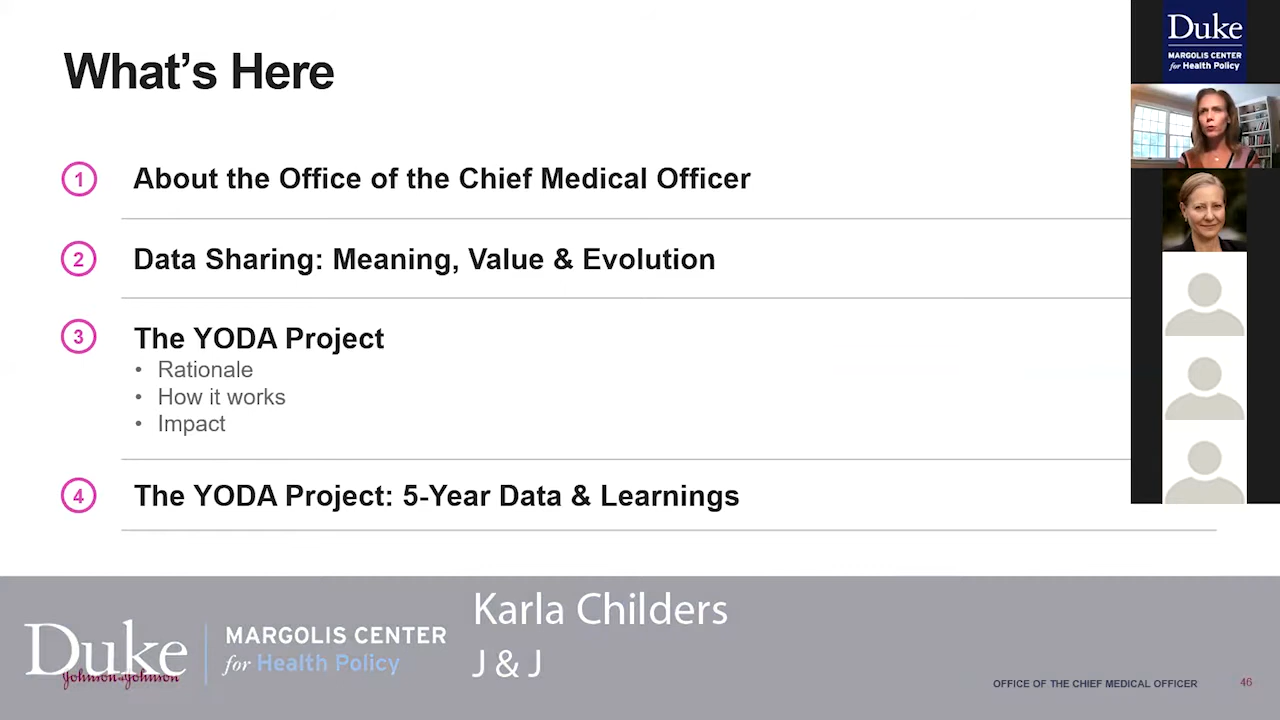 What's Here
1 About the Office of the Chief Medical Officer
2 Data Sharing: Meaning, Value & Evolution
3 The YODA Project
• Rationale
• How it works
• Impact
4 The YODA Project: 5-Year Data & Learnings
Duke
MARGOLIS CENTER
for Health Policy
Duke
MARGOLIS CENTER
for Health Policy
Johnson & Johnson
Karla Childers
J & J
OFFICE OF THE CHIEF MEDICAL OFFICER
46